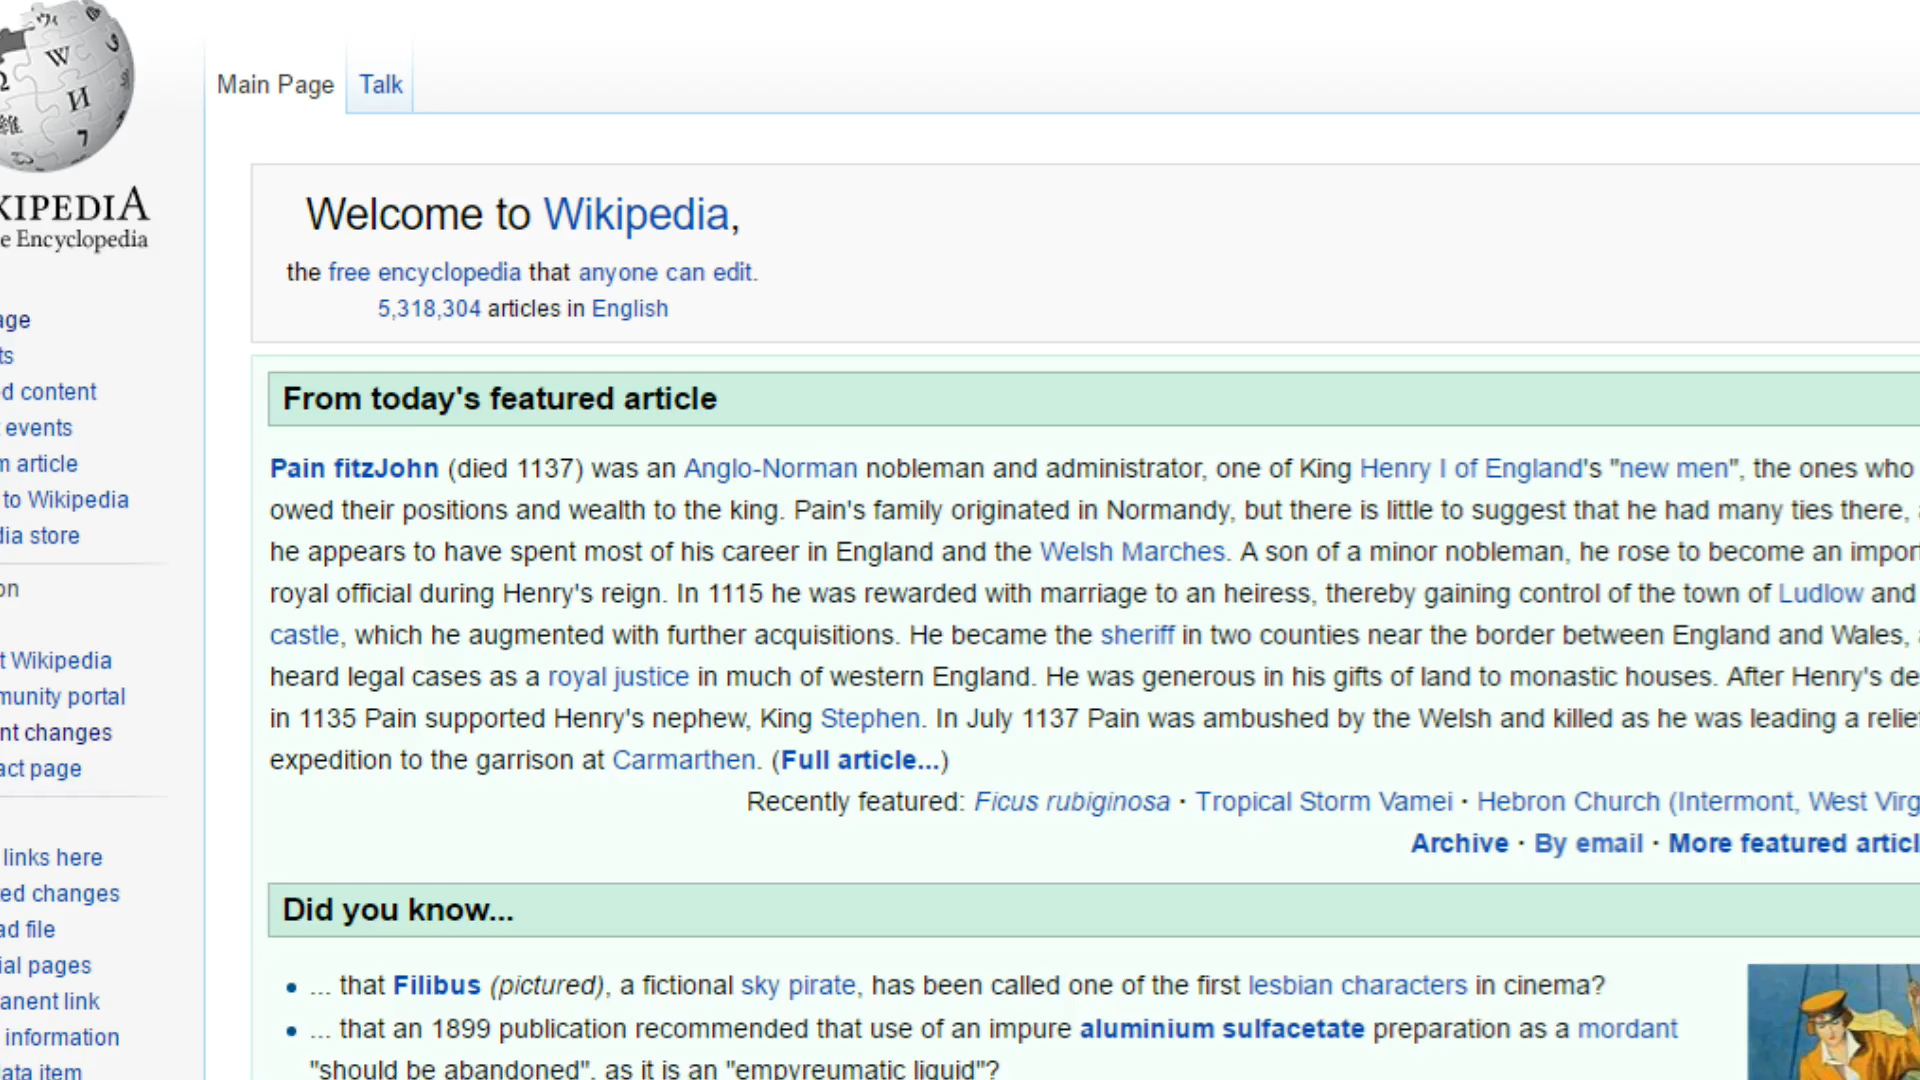 Main Page Talk
KIPEDIA
e Encyclopedia
Welcome to Wikipedia,
the free encyclopedia that anyone can edit.
5,318,304 articles in English
age
ts
d content
events
m article
to Wikipedia
dia store
on
t Wikipedia
munity portal
nt changes
act page
links here
ed changes
ad file
ial pages
anent link
information
ata item
From today's featured article
Pain fitzJohn (died 1137) was an Anglo-Norman nobleman and administrator, one of King Henry I of England's "new men", the ones who
owed their positions and wealth to the king. Pain's family originated in Normandy, but there is little to suggest that he had many ties there,
he appears to have spent most of his career in England and the Welsh Marches. A son of a minor nobleman, he rose to become an impor
royal official during Henry's reign. In 1115 he was rewarded with marriage to an heiress, thereby gaining control of the town of Ludlow and
castle, which he augmented with further acquisitions. He became the sheriff in two counties near the border between England and Wales,
heard legal cases as a royal justice in much of western England. He was generous in his gifts of land to monastic houses. After Henry's de
in 1135 Pain supported Henry's nephew, King Stephen. In July 1137 Pain was ambushed by the Welsh and killed as he was leading a relief
expedition to the garrison at Carmarthen. (Full article...)
Recently featured: Ficus rubiginosa · Tropical Storm Vamei · Hebron Church (Intermont, West Virg
Archive · By email · More featured articl
Did you know...
... that Filibus (pictured), a fictional sky pirate, has been called one of the first lesbian characters in cinema?
... that an 1899 publication recommended that use of an impure aluminium sulfacetate preparation as a mordant
"should be abandoned", as it is an "empyreumatic liquid"?